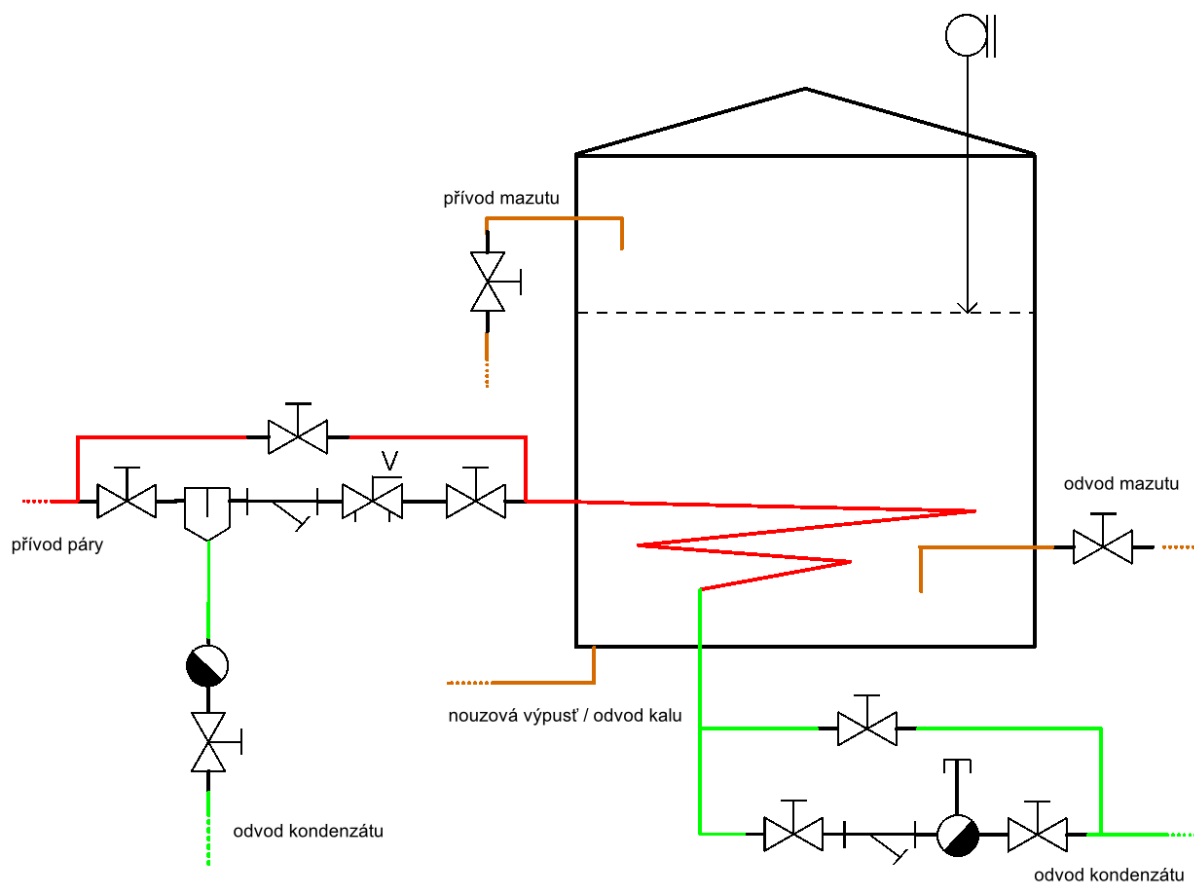 přívod mazutu
V
odvod mazutu
přívod páry
nouzová výpusť / odvod kalu
odvod kondenzátu
odvod kondenzátu